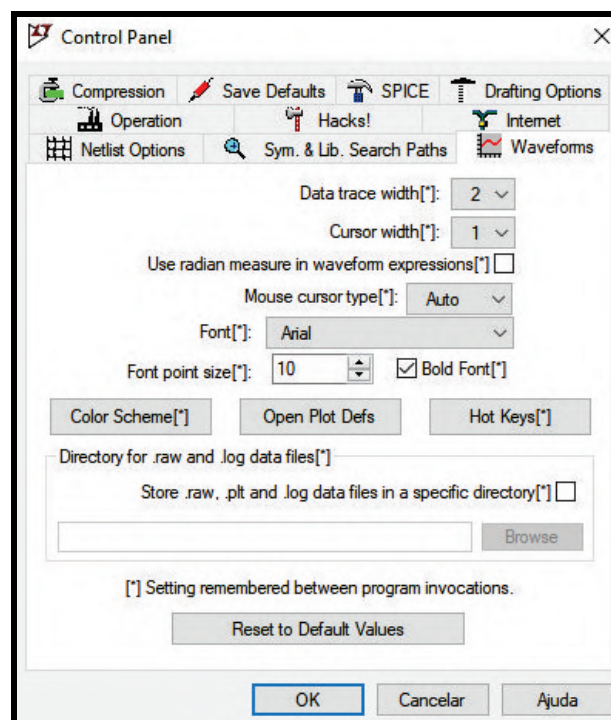 Control Panel
Compression Save Defaults SPICE Drafting Options
Operation Hacks! Internet
Netlist Options Sym. & Lib. Search Paths Waveforms
Data trace width[*]: 2
Cursor width[*]: 1
Use radian measure in waveform expressions[*]
Mouse cursor type[*]: Auto
Font[*]: Arial
Font point size[*]: 10 Bold Font[*]
Color Scheme[*] Open Plot Defs Hot Keys[*]
Directory for .raw and .log data files[*]
Store .raw, .plt and .log data files in a specific directory[*]
Browse
[*] Setting remembered between program invocations.
Reset to Default Values
OK Cancelar Ajuda